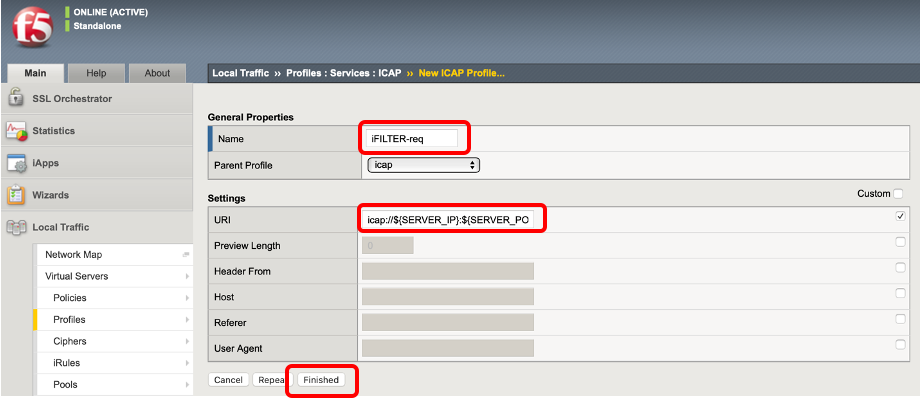 f5
ONLINE (ACTIVE)
Standalone
Main Help About
SSL Orchestrator
Statistics
iApps
Wizards
Local Traffic
Network Map
Virtual Servers
Policies
Profiles
Ciphers
iRules
Pools
Local Traffic ›› Profiles : Services : ICAP ›› New ICAP Profile...
General Properties
Name iFILTER-req
Parent Profile icap
Settings Custom
URI icap://${SERVER_IP}:${SERVER_PO
Preview Length 0
Header From
Host
Referer
User Agent
Cancel Repea Finished